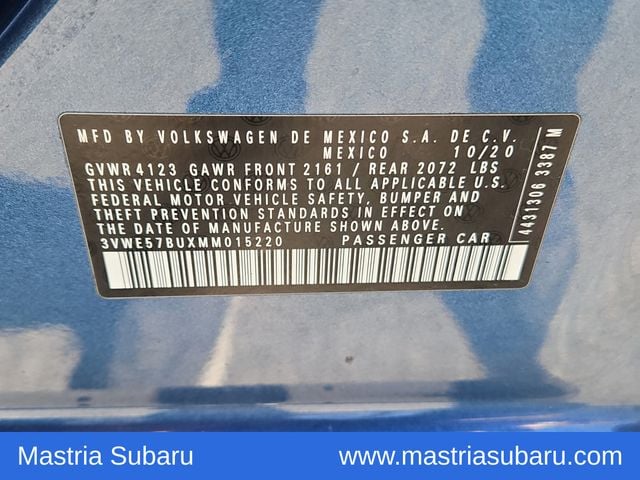 MFD BY VOLKSWAGEN DE MEXICO S.A. DE C.V.
MEXICO 10/20
GVWR 4123 GAWR FRONT 2161 / REAR 2072 LBS
THIS VEHICLE CONFORMS TO ALL APPLICABLE U.S.
FEDERAL MOTOR VEHICLE SAFETY, BUMPER AND
THEFT PREVENTION STANDARDS IN EFFECT ON
THE DATE OF MANUFACTURE SHOWN ABOVE.
3VWE57BUXMM015220 PASSENGER CAR
4431306 3387 M
Mastria Subaru www.mastriasubaru.com